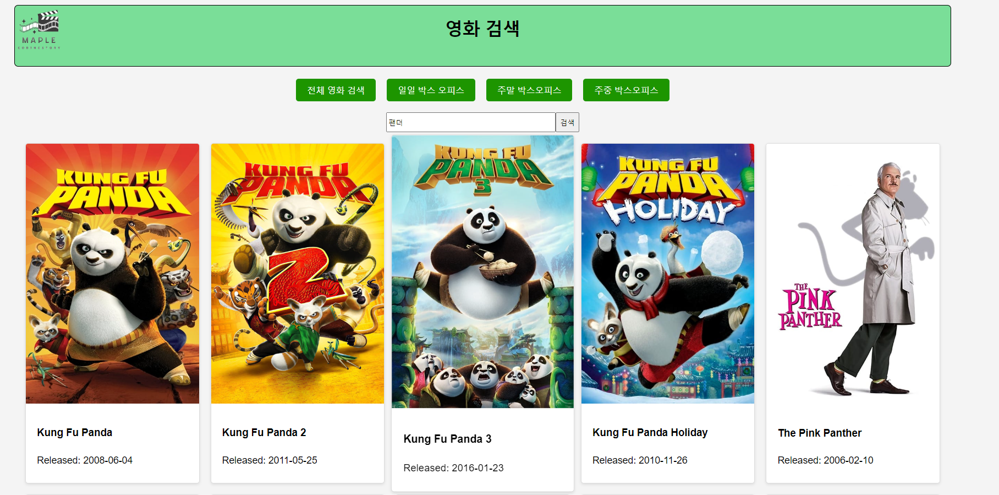 MAPLE
CODINGSTORY
영화 검색
전체 영화 검색
일일 박스 오피스
주말 박스오피스
주중 박스오피스
팬더
검색
KUNG FU
PANDA
KUNG FU
PANDA
2
KUNG FU
PANDA
3
KUNG FU
PANDA
HOLIDAY
THE
PINK
PANTHER
Kung Fu Panda
Released: 2008-06-04
Kung Fu Panda 2
Released: 2011-05-25
Kung Fu Panda 3
Released: 2016-01-23
Kung Fu Panda Holiday
Released: 2010-11-26
The Pink Panther
Released: 2006-02-10